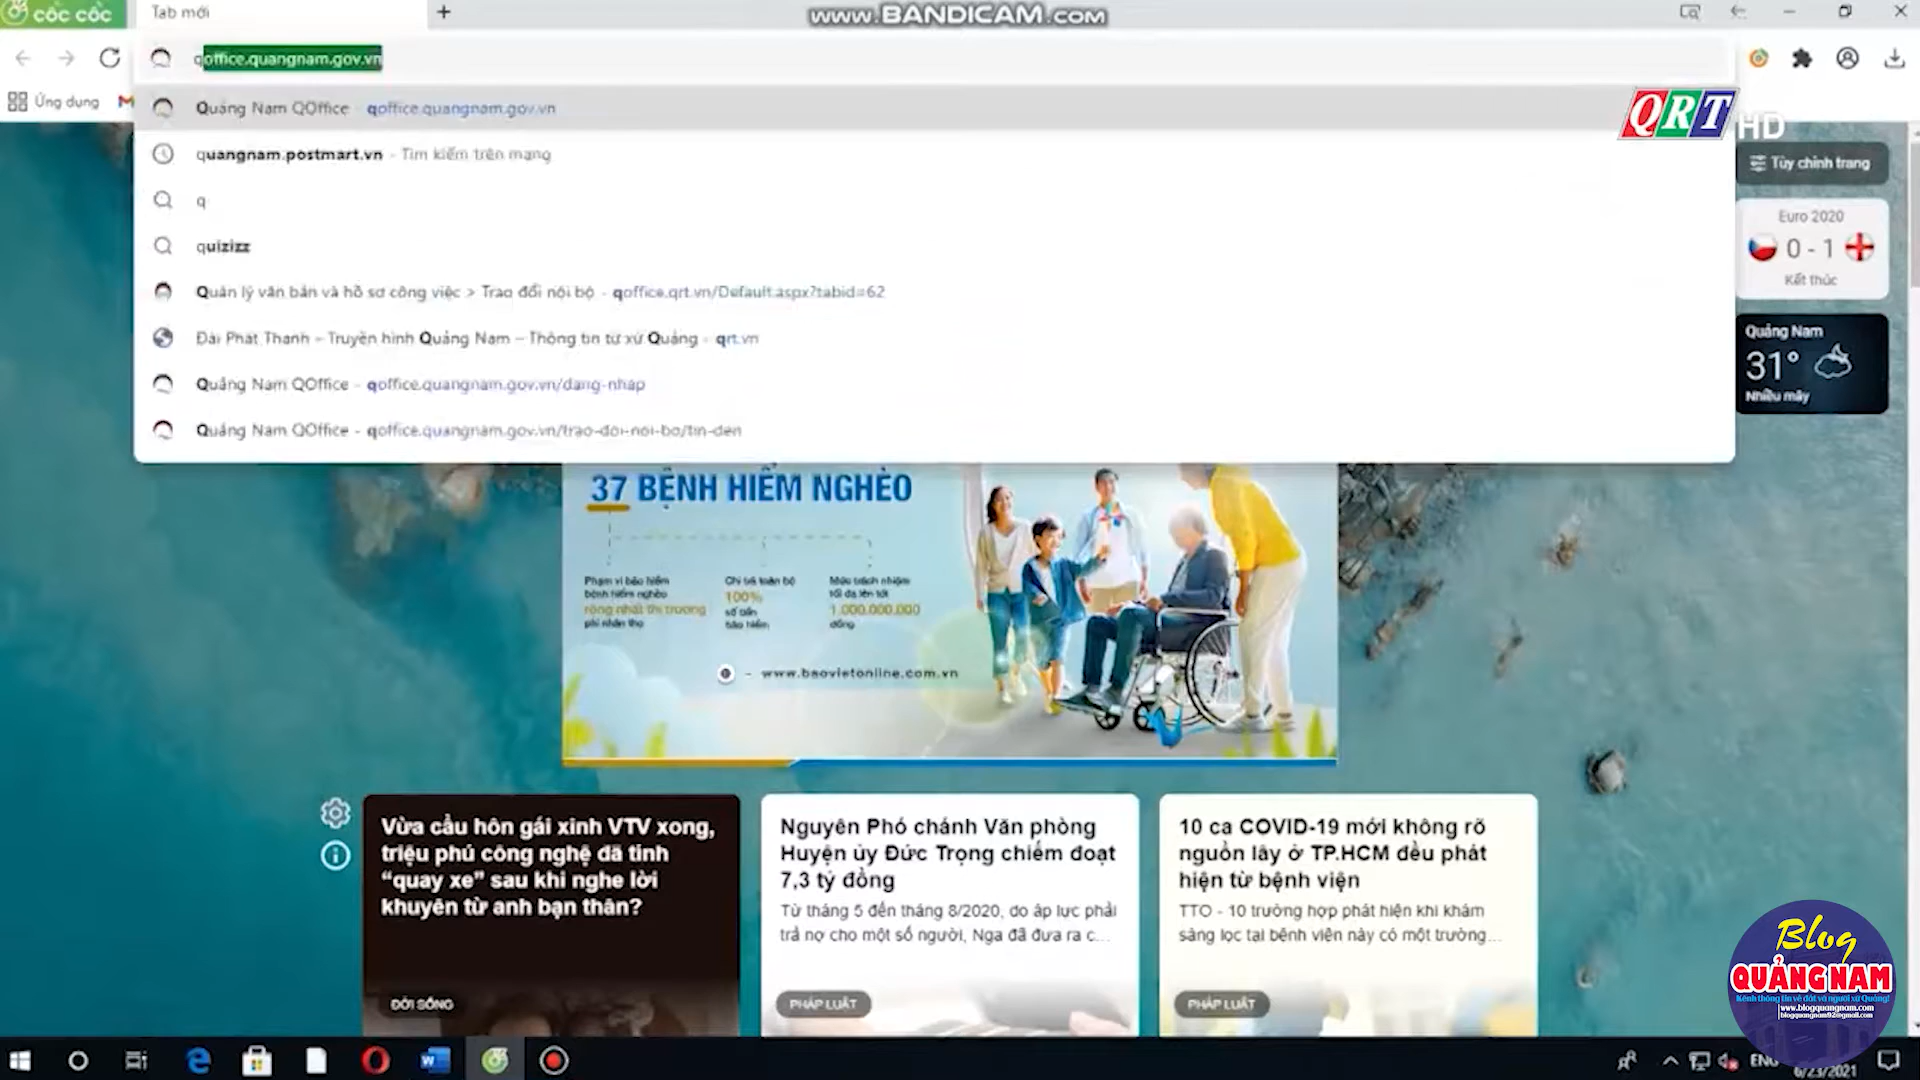 cốc cốc
Tab mới
WWW.BANDICAM.COM
qoffice.quangnam.gov.vn
Ứng dụng
Quảng Nam QOffice - qoffice.quangnam.gov.vn
QRT HD
quangnam.postmart.vn - Tìm kiếm trên mạng
Tùy chỉnh trang
q
quizizz
Euro 2020
0 - 1
Kết thúc
Quản lý văn bản và hồ sơ công việc > Trao đổi nội bộ - qoffice.qrt.vn/Default.aspx?tabid=62
Đài Phát Thanh – Truyền hình Quảng Nam – Thông tin từ xứ Quảng - qrt.vn
Quảng Nam
31°
Nhiều mây
Quảng Nam QOffice - qoffice.quangnam.gov.vn/dang-nhap
Quảng Nam QOffice - qoffice.quangnam.gov.vn/trao-doi-noi-bo/tin-den
37 BỆNH HIỂM NGHÈO
Phạm vi bảo hiểm
bệnh hiểm nghèo
rộng nhất thị trường
phi nhân thọ
Chi trả toàn bộ
100%
số tiền
bảo hiểm
Mức trách nhiệm
tối đa lên tới
1.000.000.000
đồng
www.baovietonline.com.vn
Vừa cầu hôn gái xinh VTV xong,
triệu phú công nghệ đã tính
“quay xe” sau khi nghe lời
khuyên từ anh bạn thân?
ĐỜI SỐNG
Nguyên Phó chánh Văn phòng
Huyện ủy Đức Trọng chiếm đoạt
7,3 tỷ đồng
Từ tháng 5 đến tháng 8/2020, do áp lực phải
trả nợ cho một số người, Nga đã đưa ra c...
PHÁP LUẬT
10 ca COVID-19 mới không rõ
nguồn lây ở TP.HCM đều phát
hiện từ bệnh viện
TTO - 10 trường hợp phát hiện khi khám
sàng lọc tại bệnh viện này có một trường...
PHÁP LUẬT
Blog
QUẢNG NAM
Kênh thông tin về đất và người xứ Quảng!
www.blogquangnam.com
blogquangnam92@gmail.com
ENG
6/23/2021